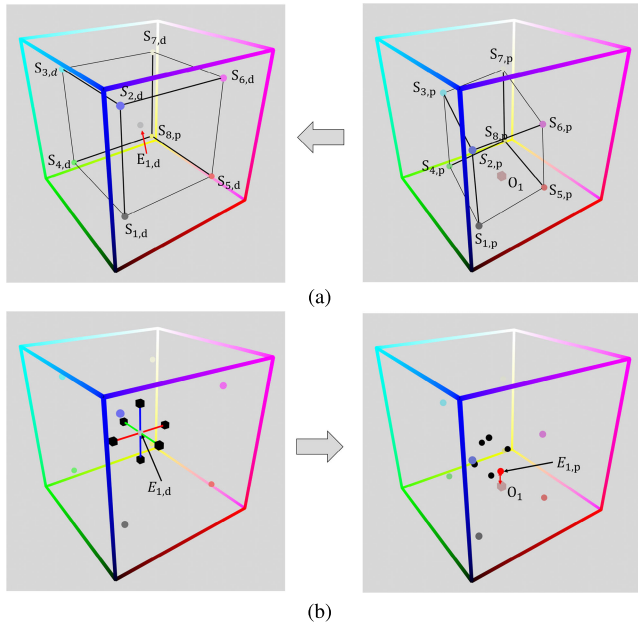 S7,d
S3,d
S6,d
S2,d
S8,p
E1,d
S4,d
S5,d
S1,d
S7,p
S3,p
S6,p
S8,p
S2,p
S4,p
O1
S5,p
S1,p
(a)
E1,d
E1,p
O1
(b)